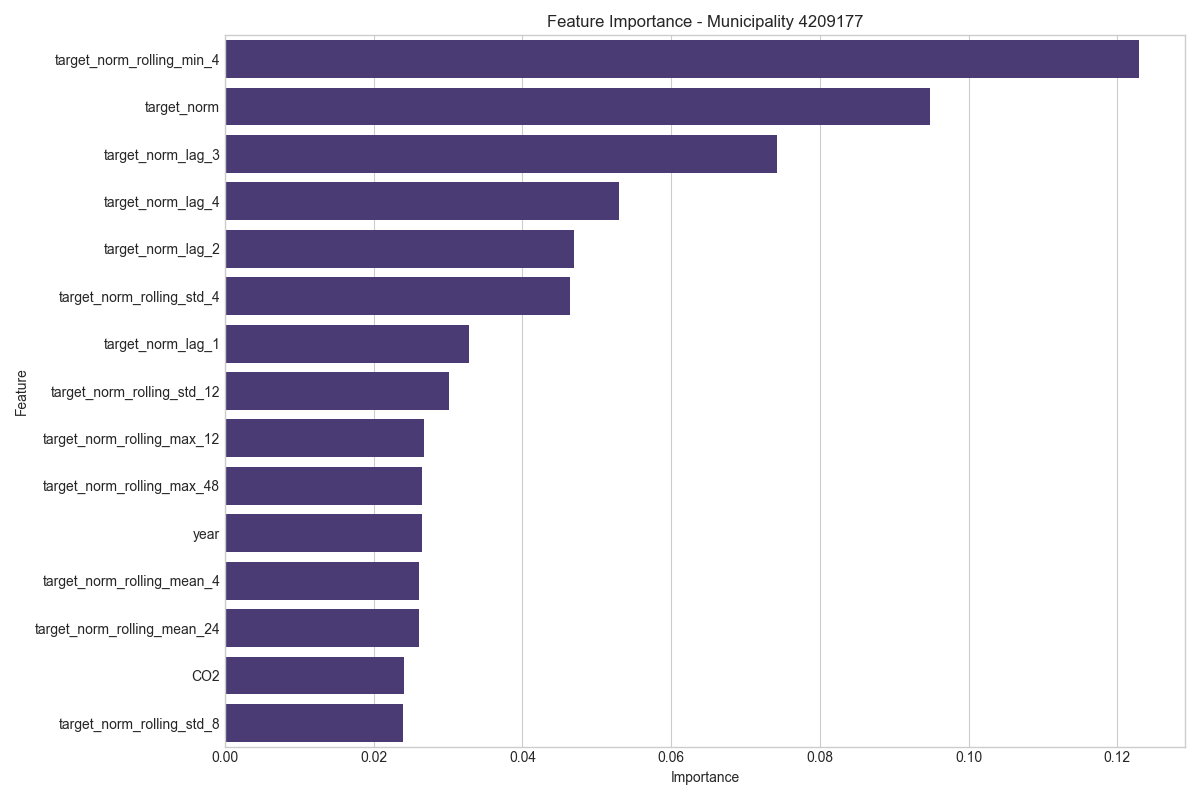 Feature Importance - Municipality 4209177
Feature
target_norm_rolling_min_4
target_norm
target_norm_lag_3
target_norm_lag_4
target_norm_lag_2
target_norm_rolling_std_4
target_norm_lag_1
target_norm_rolling_std_12
target_norm_rolling_max_12
target_norm_rolling_max_48
year
target_norm_rolling_mean_4
target_norm_rolling_mean_24
CO2
target_norm_rolling_std_8
0.00 0.02 0.04 0.06 0.08 0.10 0.12
Importance